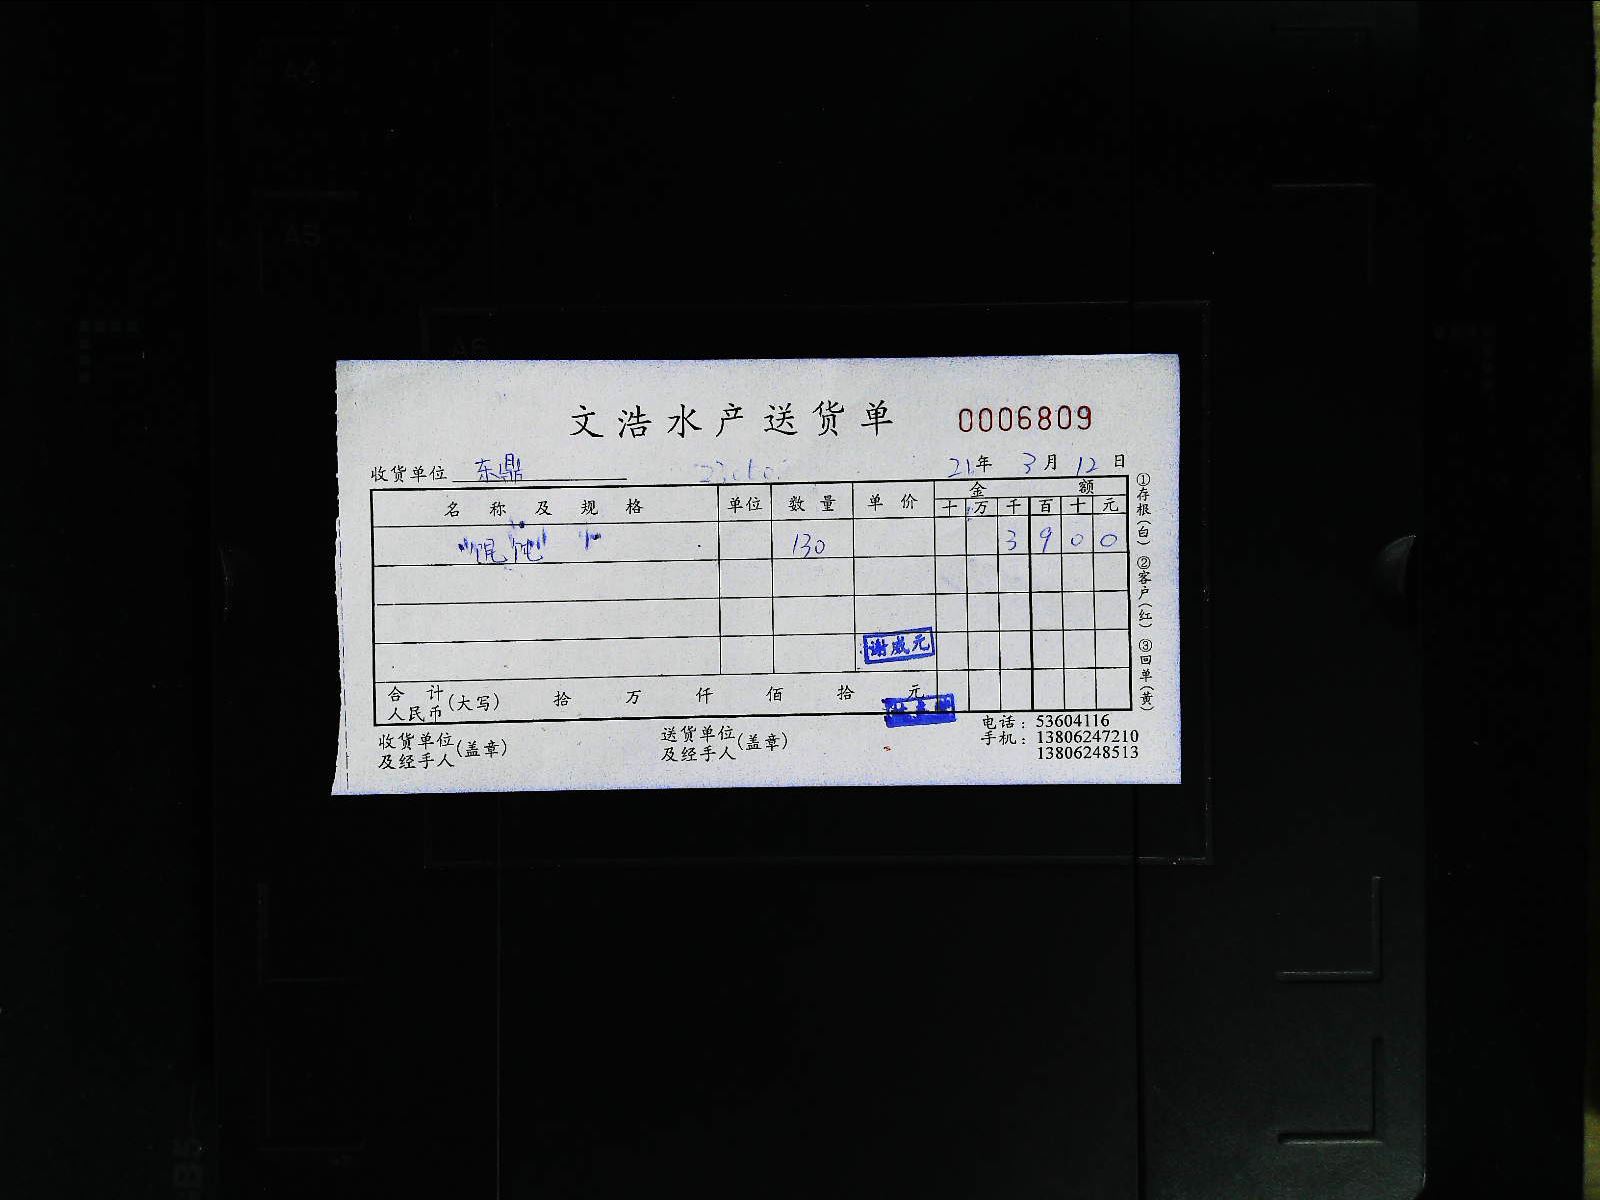 文浩水产送货单 0006809
收货单位 东鼎 21年 3月 12日
名称及规格 单位 数量 单价 金额
十 万 千 百 十 元
"馄饨" 130 3 9 0 0
谢威元
合计人民币(大写) 拾 万 仟 佰 拾 元
收货单位及经手人(盖章) 送货单位及经手人(盖章)
电话：53604116
手机：13806247210
13806248513
①存根(白) ②客户(红) ③回单(黄)
A4
A5
B5